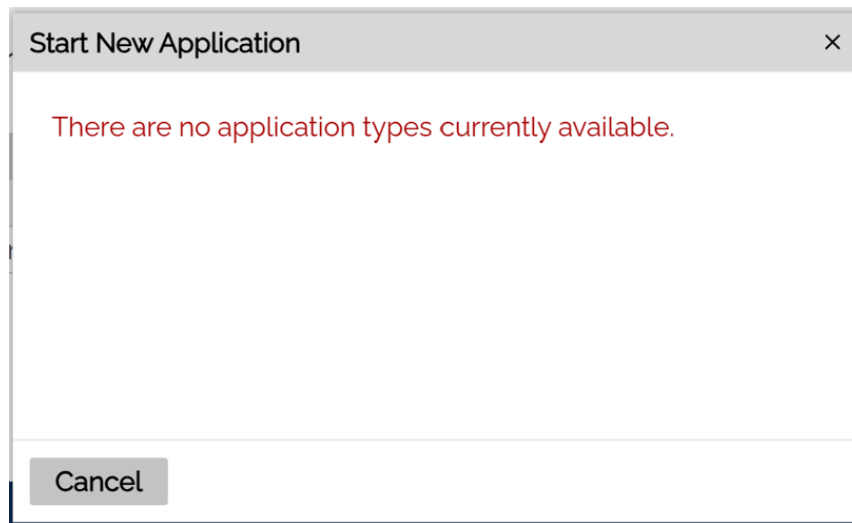 Start New Application
There are no application types currently available.
Cancel